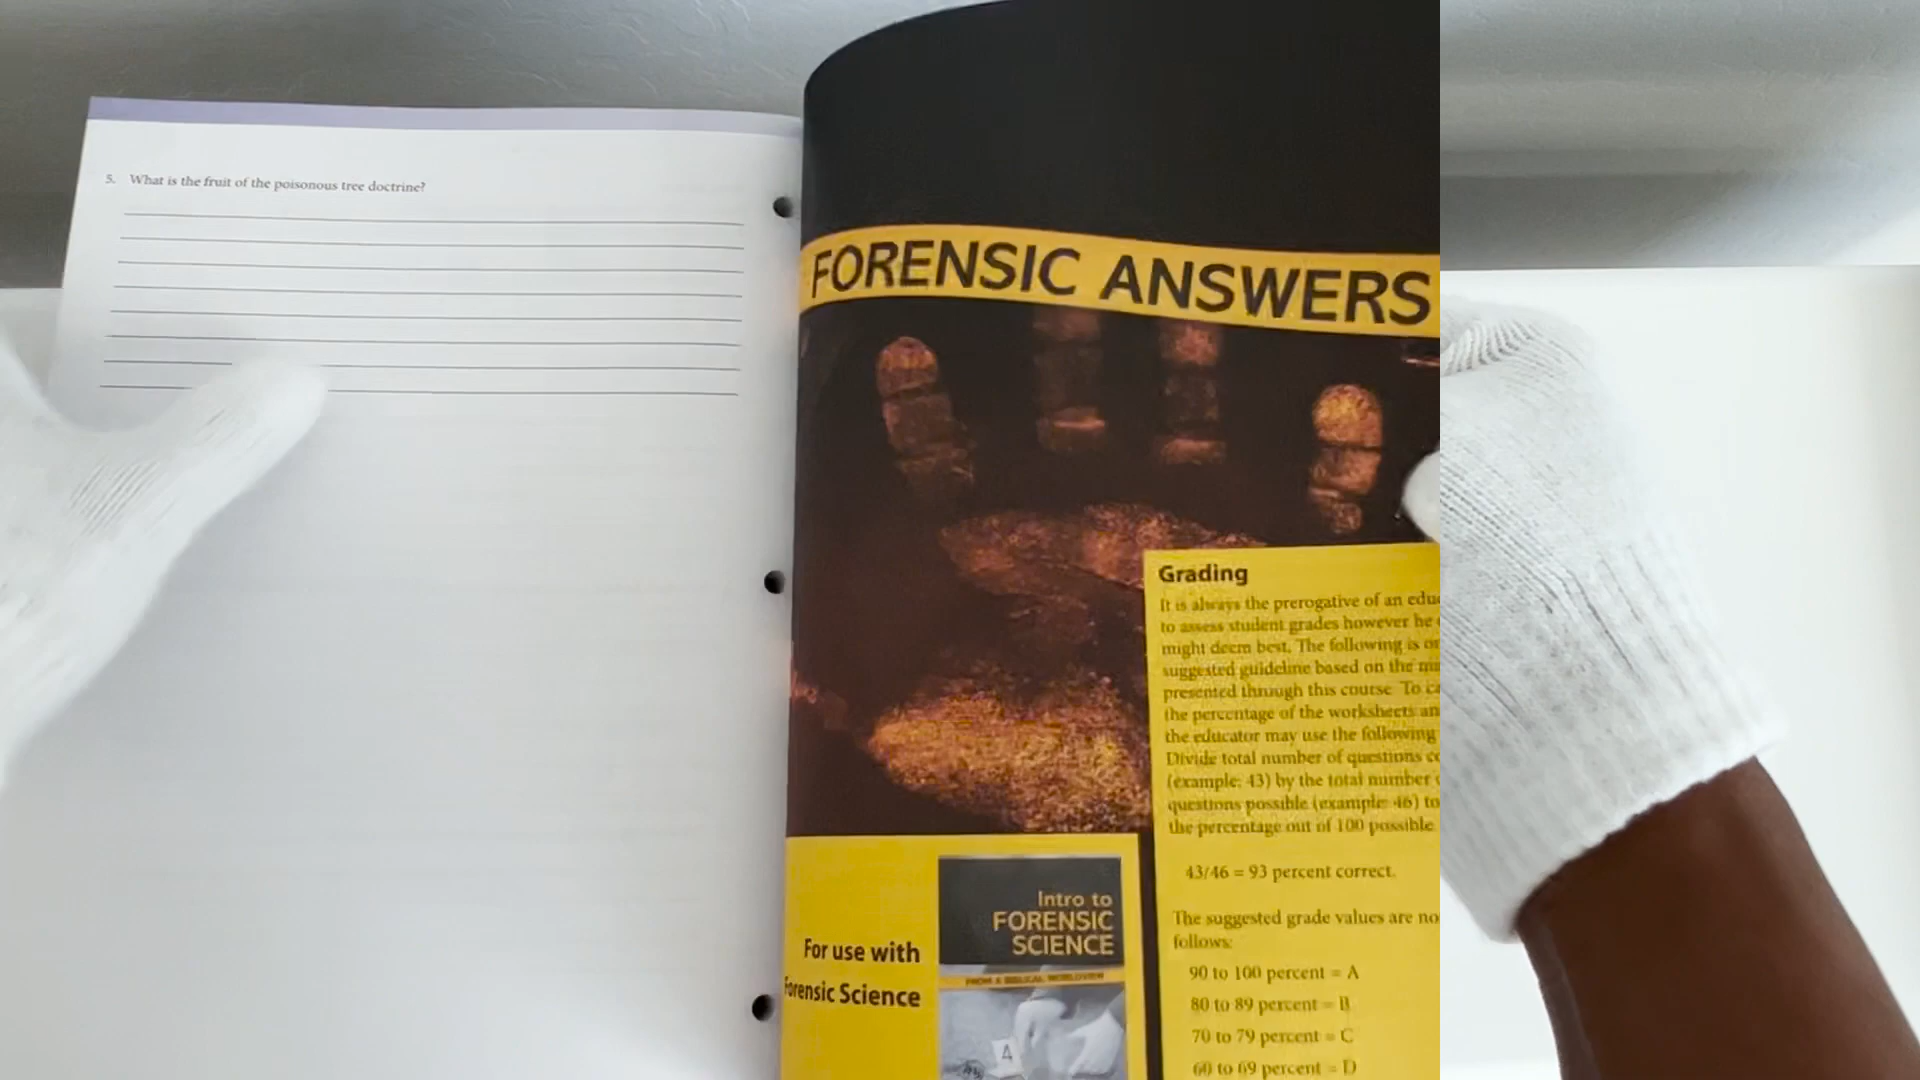 5. What is the fruit of the poisonous tree doctrine?
FORENSIC ANSWERS
Grading
It is always the prerogative of an
to assess student grades however he
might deem best. The following is
suggested guideline based on the
presented through this course. To
the percentage of the worksheets
the educator may use the following
Divide total number of questions
(example: 43) by the total number
questions possible (example: 46) to
the percentage out of 100 possible
43/46 = 93 percent correct.
The suggested grade values are
follows:
90 to 100 percent = A
80 to 89 percent = B
70 to 79 percent = C
60 to 69 percent = D
For use with
Forensic Science
Intro to
FORENSIC
SCIENCE
FROM A BIBLICAL WORLDVIEW
4